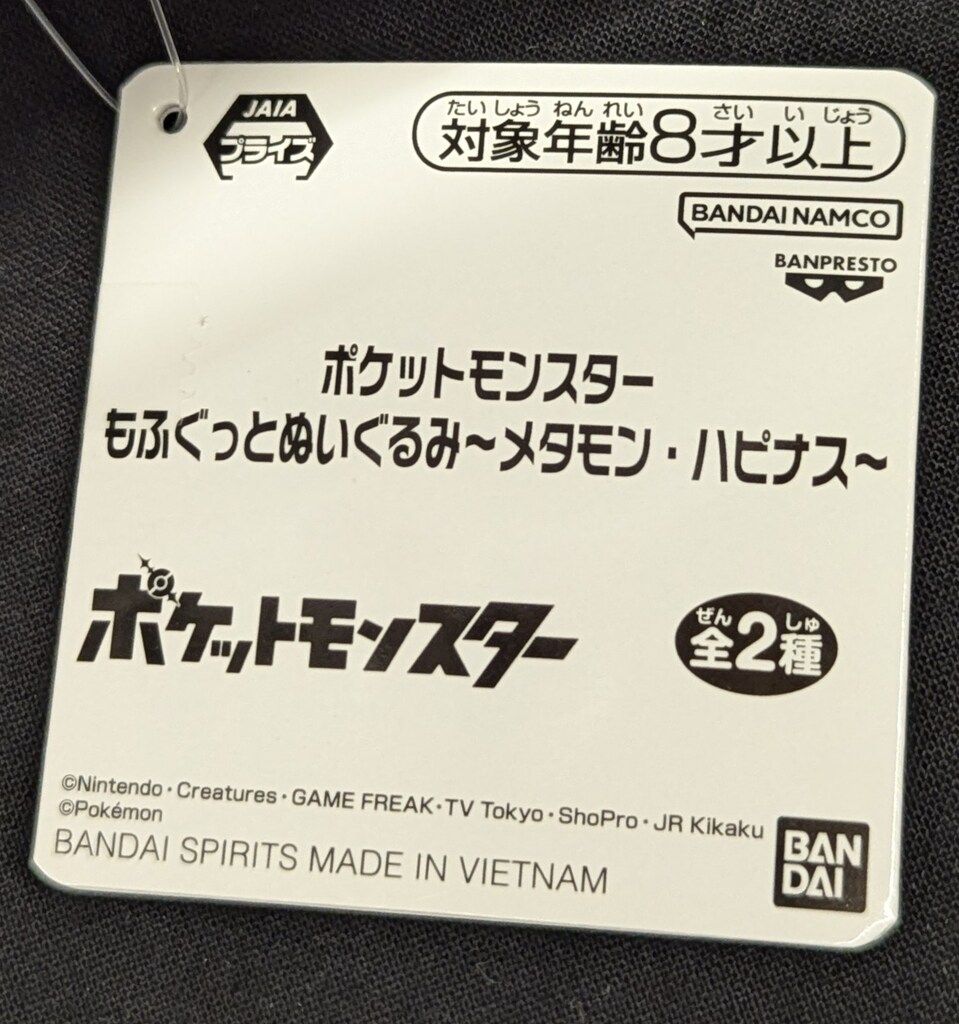 JAIA
プライズ
たいしょうねんれい さいいじょう
対象年齢8才以上
BANDAI NAMCO
BANPRESTO
ポケットモンスター
もふぐっとぬいぐるみ～メタモン・ハピナス～
ポケットモンスター
ぜん しゅ
全2種
©Nintendo・Creatures・GAME FREAK・TV Tokyo・ShoPro・JR Kikaku
©Pokémon
BANDAI SPIRITS MADE IN VIETNAM
BAN
DAI